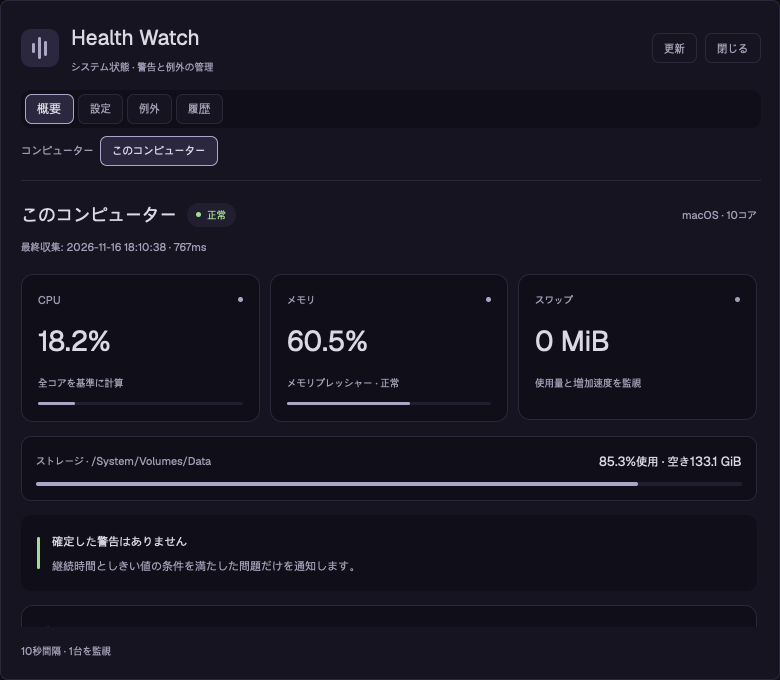 Health Watch
システム状態・警告と例外の管理
更新
閉じる
概要
設定
例外
履歴
コンピューター
このコンピューター
このコンピューター
正常
macOS・10コア
最終収集: 2026-11-16 18:10:38・767ms
CPU
18.2%
全コアを基準に計算
メモリ
60.5%
メモリプレッシャー・正常
スワップ
0 MiB
使用量と増加速度を監視
ストレージ・/System/Volumes/Data
85.3%使用・空き133.1 GiB
確定した警告はありません
継続時間としきい値の条件を満たした問題だけを通知します。
10秒間隔・1台を監視